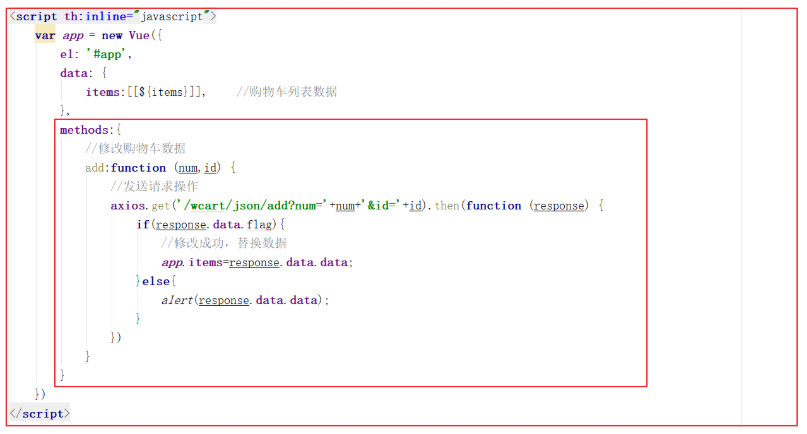 <script th:inline="javascript">
var app = new Vue({
el: '#app',
data: {
items:[[${items}]], //购物车列表数据
},
methods:{
//修改购物车数据
add:function (num,id) {
//发送请求操作
axios.get('/wcart/json/add?num='+num+'&id='+id).then(function (response) {
if(response.data.flag){
//修改成功，替换数据
app.items=response.data.data;
}else{
alert(response.data.data);
}
})
}
}
})
</script>